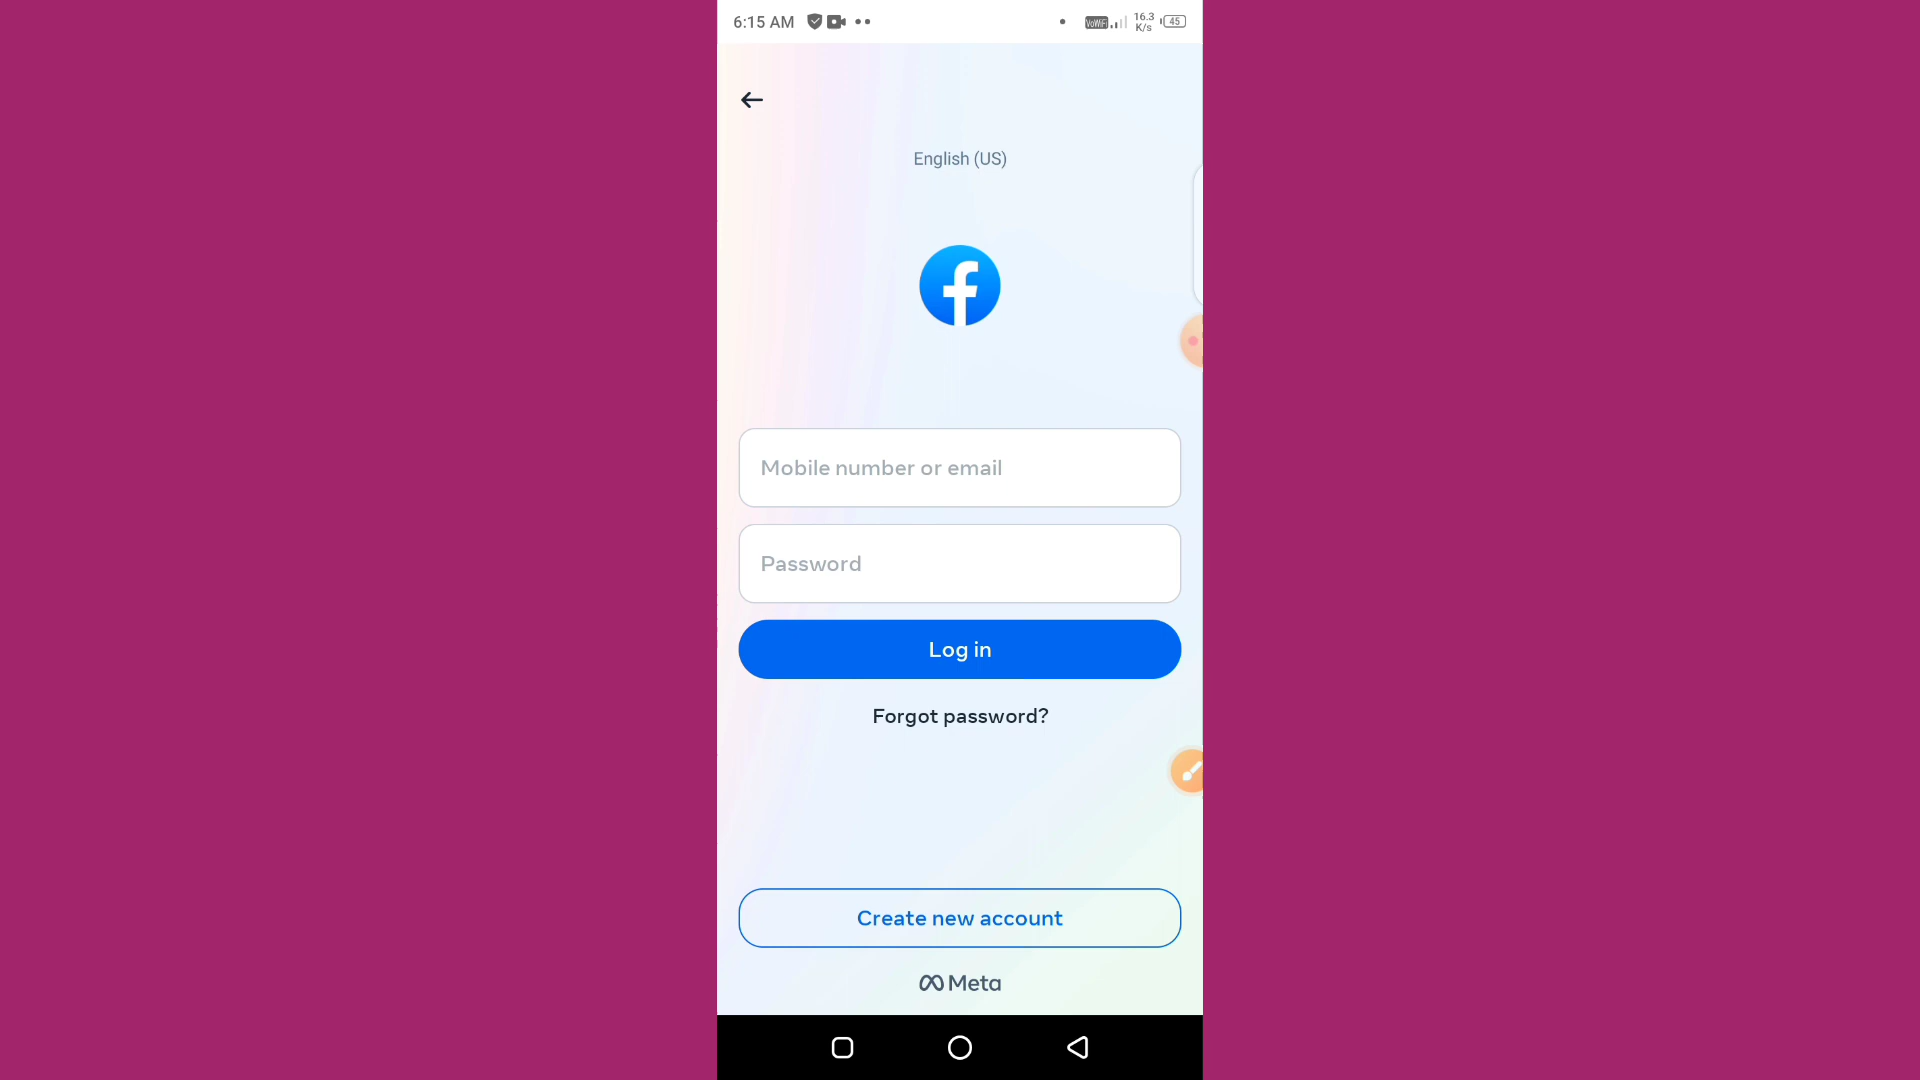 6:15 AM
VoWiFi 16.3 K/s 45
English (US)
Mobile number or email
Password
Log in
Forgot password?
Create new account
Meta